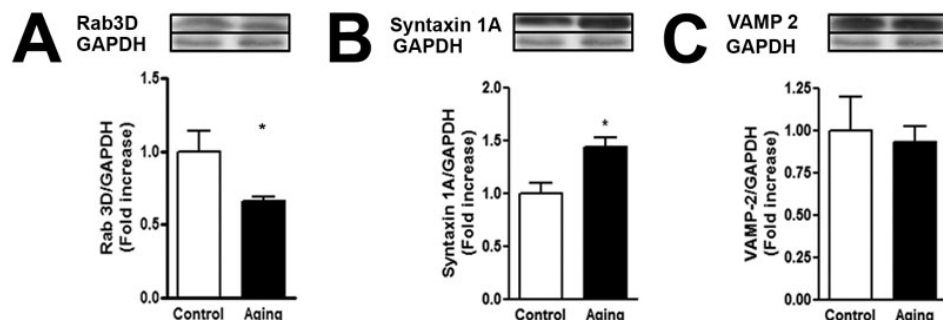 A
Rab3D
GAPDH
Rab 3D/GAPDH
(Fold increase)
1.5
1.0
0.5
0.0
*
Control Aging
B
Syntaxin 1A
GAPDH
Syntaxin 1A/GAPDH
(Fold increase)
2.0
1.5
1.0
0.5
0.0
*
Control Aging
C
VAMP 2
GAPDH
VAMP-2/GAPDH
(Fold increase)
1.25
1.00
0.75
0.50
0.25
0.00
Control Aging